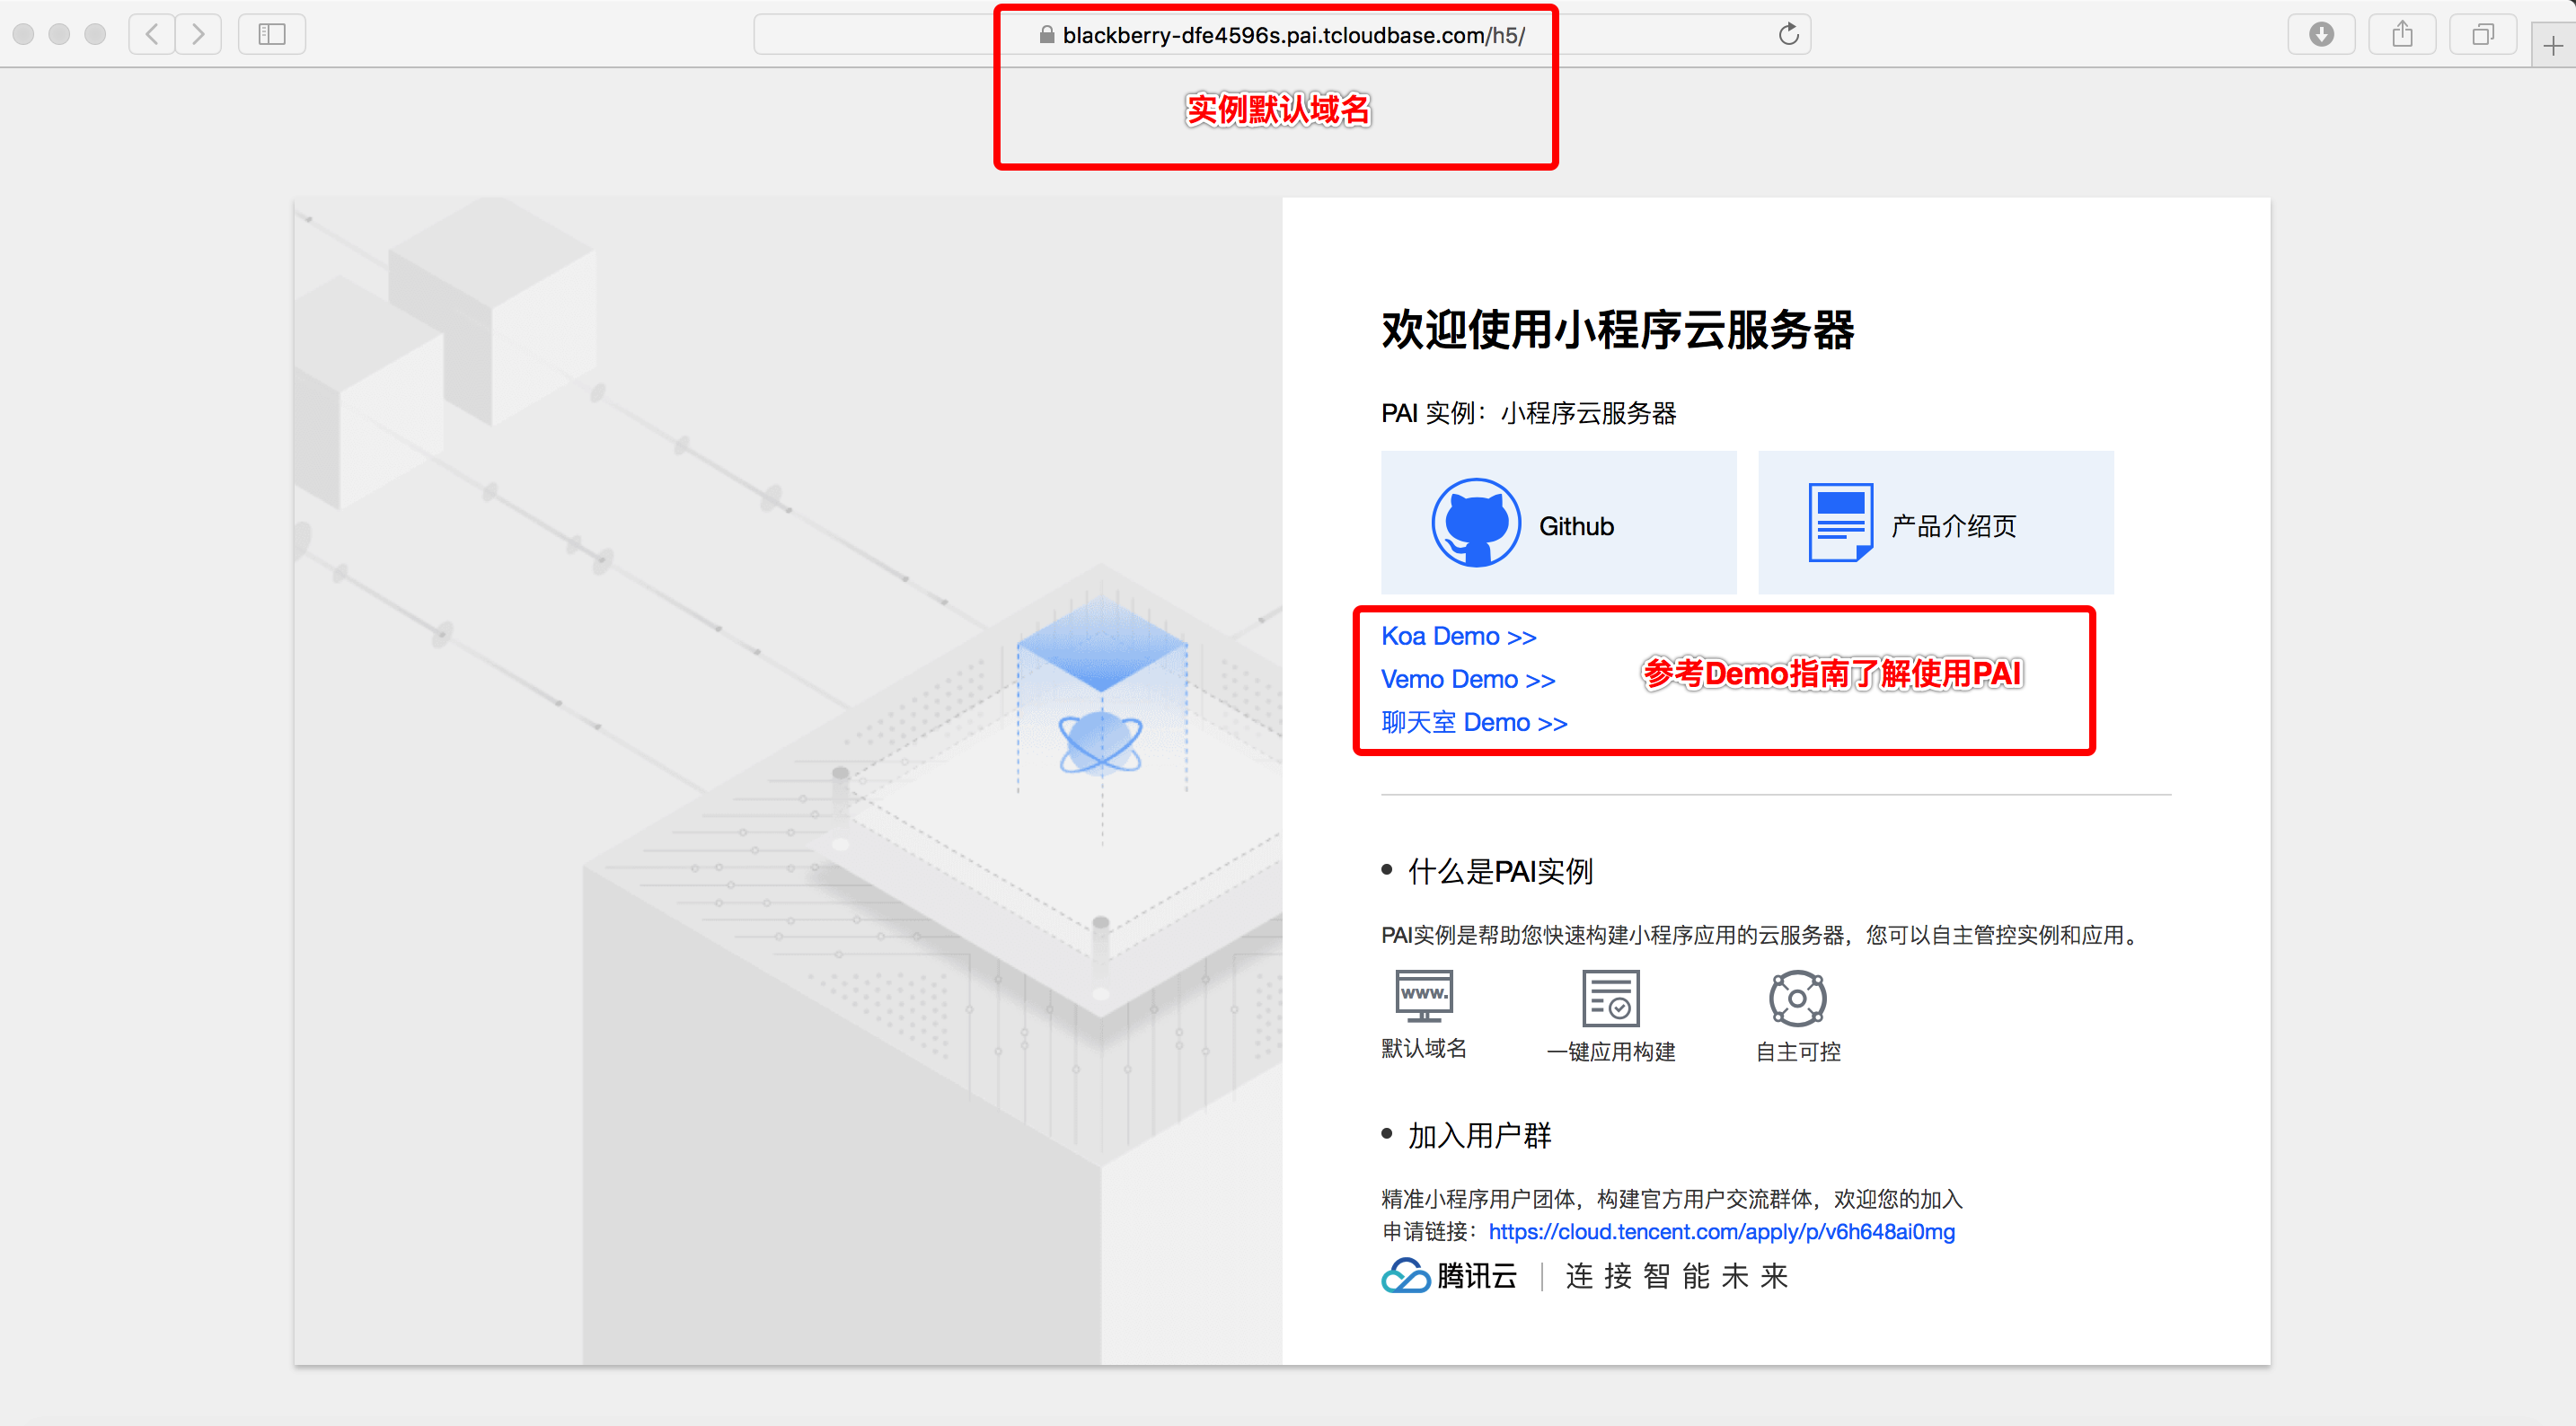 blackberry-dfe4596s.pai.tcloudbase.com/h5/
实例默认域名
欢迎使用小程序云服务器
PAI 实例：小程序云服务器
Github
产品介绍页
Koa Demo >>
Vemo Demo >>
聊天室 Demo >>
参考Demo指南了解使用PAI
什么是PAI实例
PAI实例是帮助您快速构建小程序应用的云服务器，您可以自主管控实例和应用。
www.
默认域名
一键应用构建
自主可控
加入用户群
精准小程序用户团体，构建官方用户交流群体，欢迎您的加入
申请链接：https://cloud.tencent.com/apply/p/v6h648ai0mg
腾讯云 | 连接智能未来